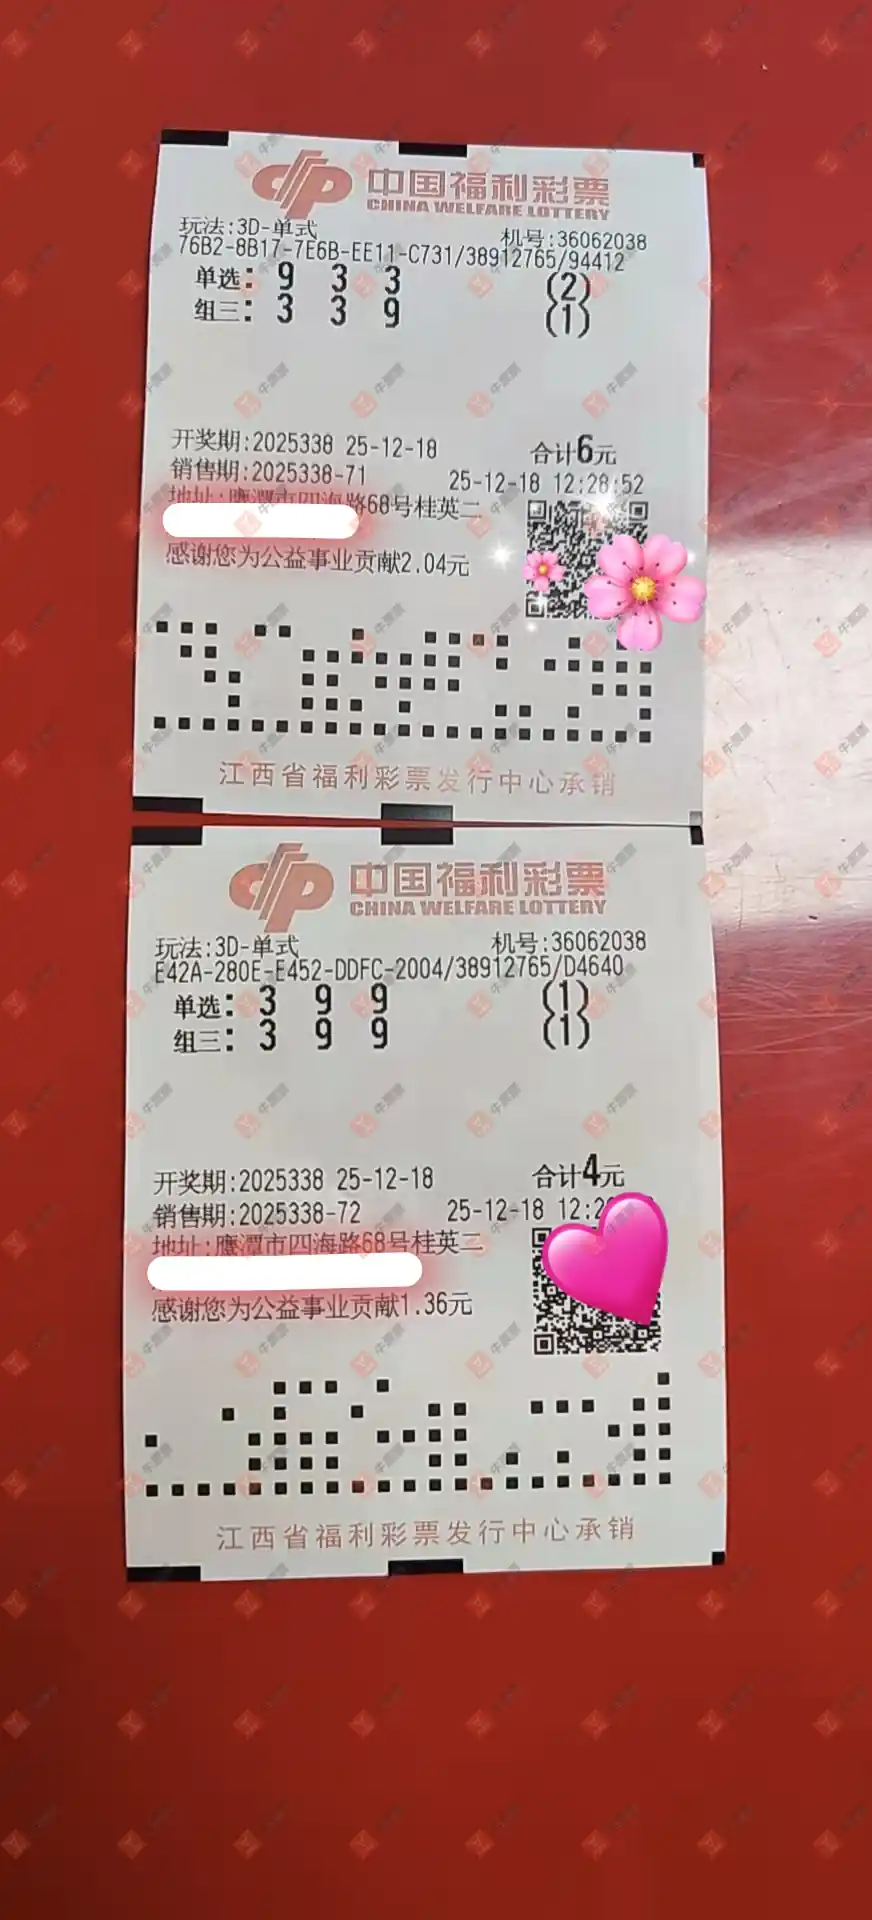 中国福利彩票
CHINA WELFARE LOTTERY
玩法:3D-单式 机号:36062038
76B2-8B17-7E6B-EE11-C731/38912765/94412
单选: 9 3 3 (2)
组三: 3 3 9 (1)
开奖期:2025338 25-12-18 合计6元
销售期:2025338-71 25-12-18 12:28:52
地址:鹰潭市四海路68号桂英二
感谢您为公益事业贡献2.04元
江西省福利彩票发行中心承销
中国福利彩票
CHINA WELFARE LOTTERY
玩法:3D-单式 机号:36062038
E42A-280E-E452-DDFC-2004/38912765/D4640
单选: 3 9 9 (1)
组三: 3 9 9 (1)
开奖期:2025338 25-12-18 合计4元
销售期:2025338-72 25-12-18 12:2
地址:鹰潭市四海路68号桂英二
感谢您为公益事业贡献1.36元
江西省福利彩票发行中心承销